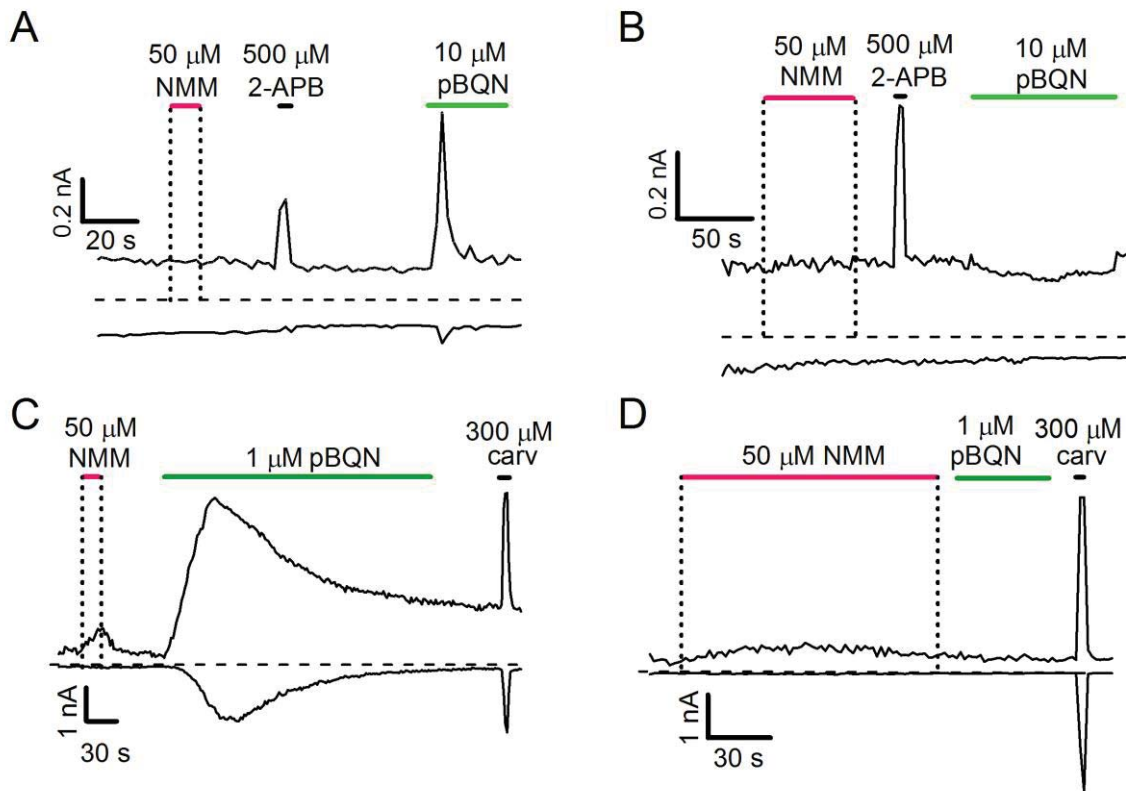 A
50 μM
NMM
500 μM
2-APB
10 μM
pBQN
0.2 nA
20 s
B
50 μM
NMM
500 μM
2-APB
10 μM
pBQN
0.2 nA
50 s
C
50 μM
NMM
1 μM pBQN
300 μM
carv
1 nA
30 s
D
50 μM NMM
1 μM
pBQN
300 μM
carv
1 nA
30 s